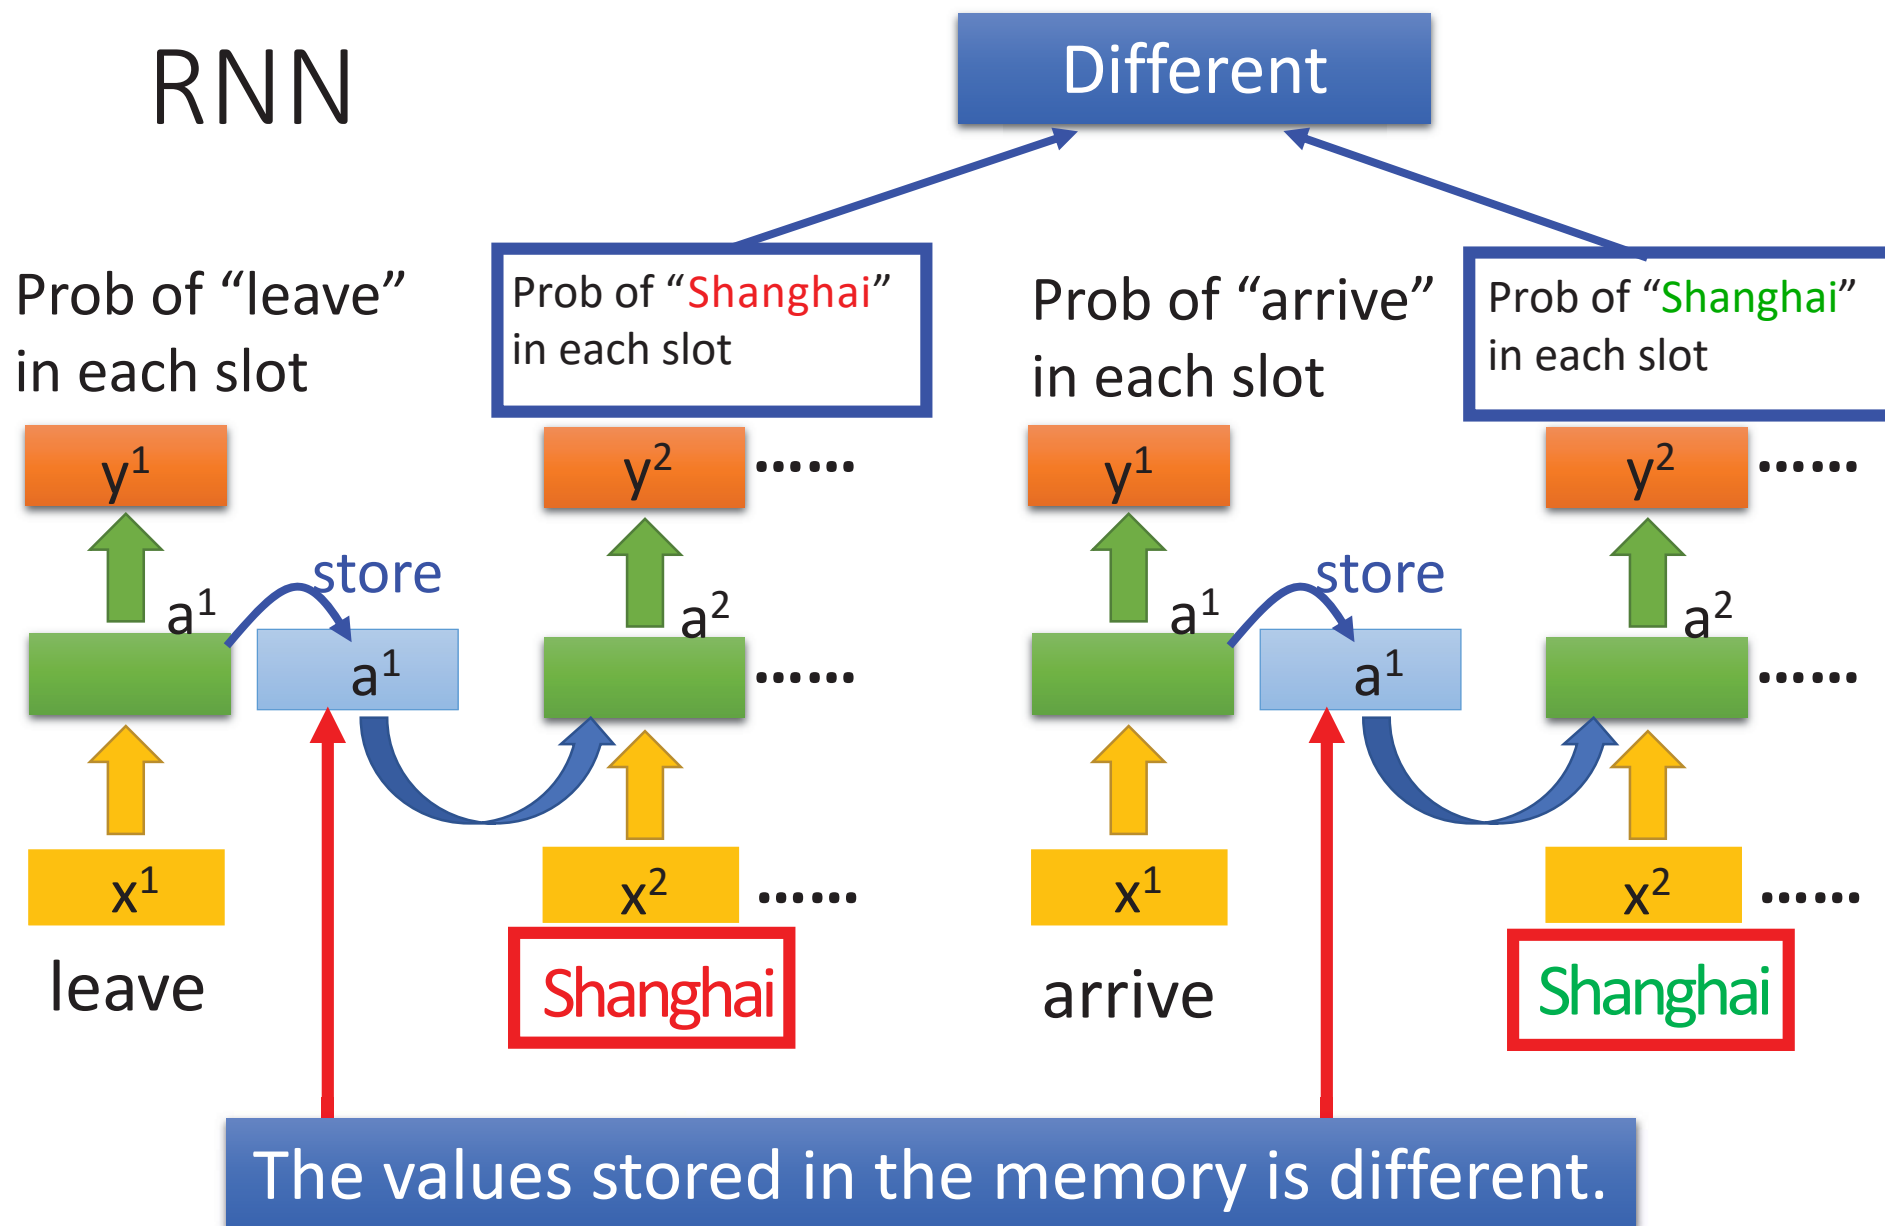 RNN
Different
Prob of “leave”
in each slot
Prob of “Shanghai”
in each slot
Prob of “arrive”
in each slot
Prob of “Shanghai”
in each slot
y¹
y²
……
y¹
y²
……
store
store
a¹
a²
a¹
a²
a¹
……
a¹
……
x¹
x²
……
x¹
x²
……
leave
Shanghai
arrive
Shanghai
The values stored in the memory is different.